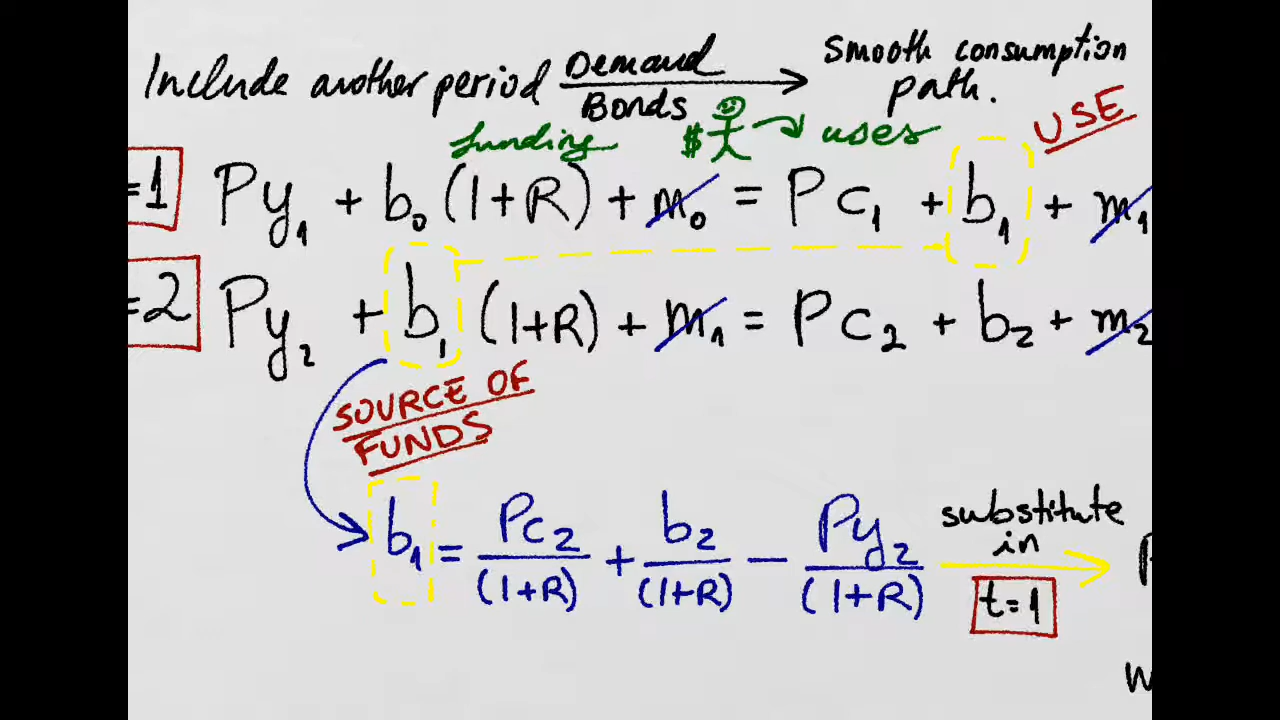 Include another period Demand Bonds → Smooth consumption path.
funding $ → uses USE
=1 Py₁ + b₀ (1+R) + m₀ = Pc₁ + b₁ + m₁
=2 Py₂ + b₁ (1+R) + m₁ = Pc₂ + b₂ + m₂
SOURCE OF
FUNDS
b₁ = Pc₂/(1+R) + b₂/(1+R) − Py₂/(1+R) substitute in t=1